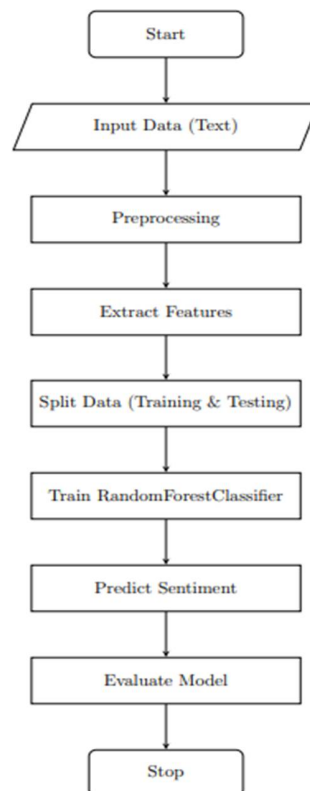 Start
Input Data (Text)
Preprocessing
Extract Features
Split Data (Training & Testing)
Train RandomForestClassifier
Predict Sentiment
Evaluate Model
Stop